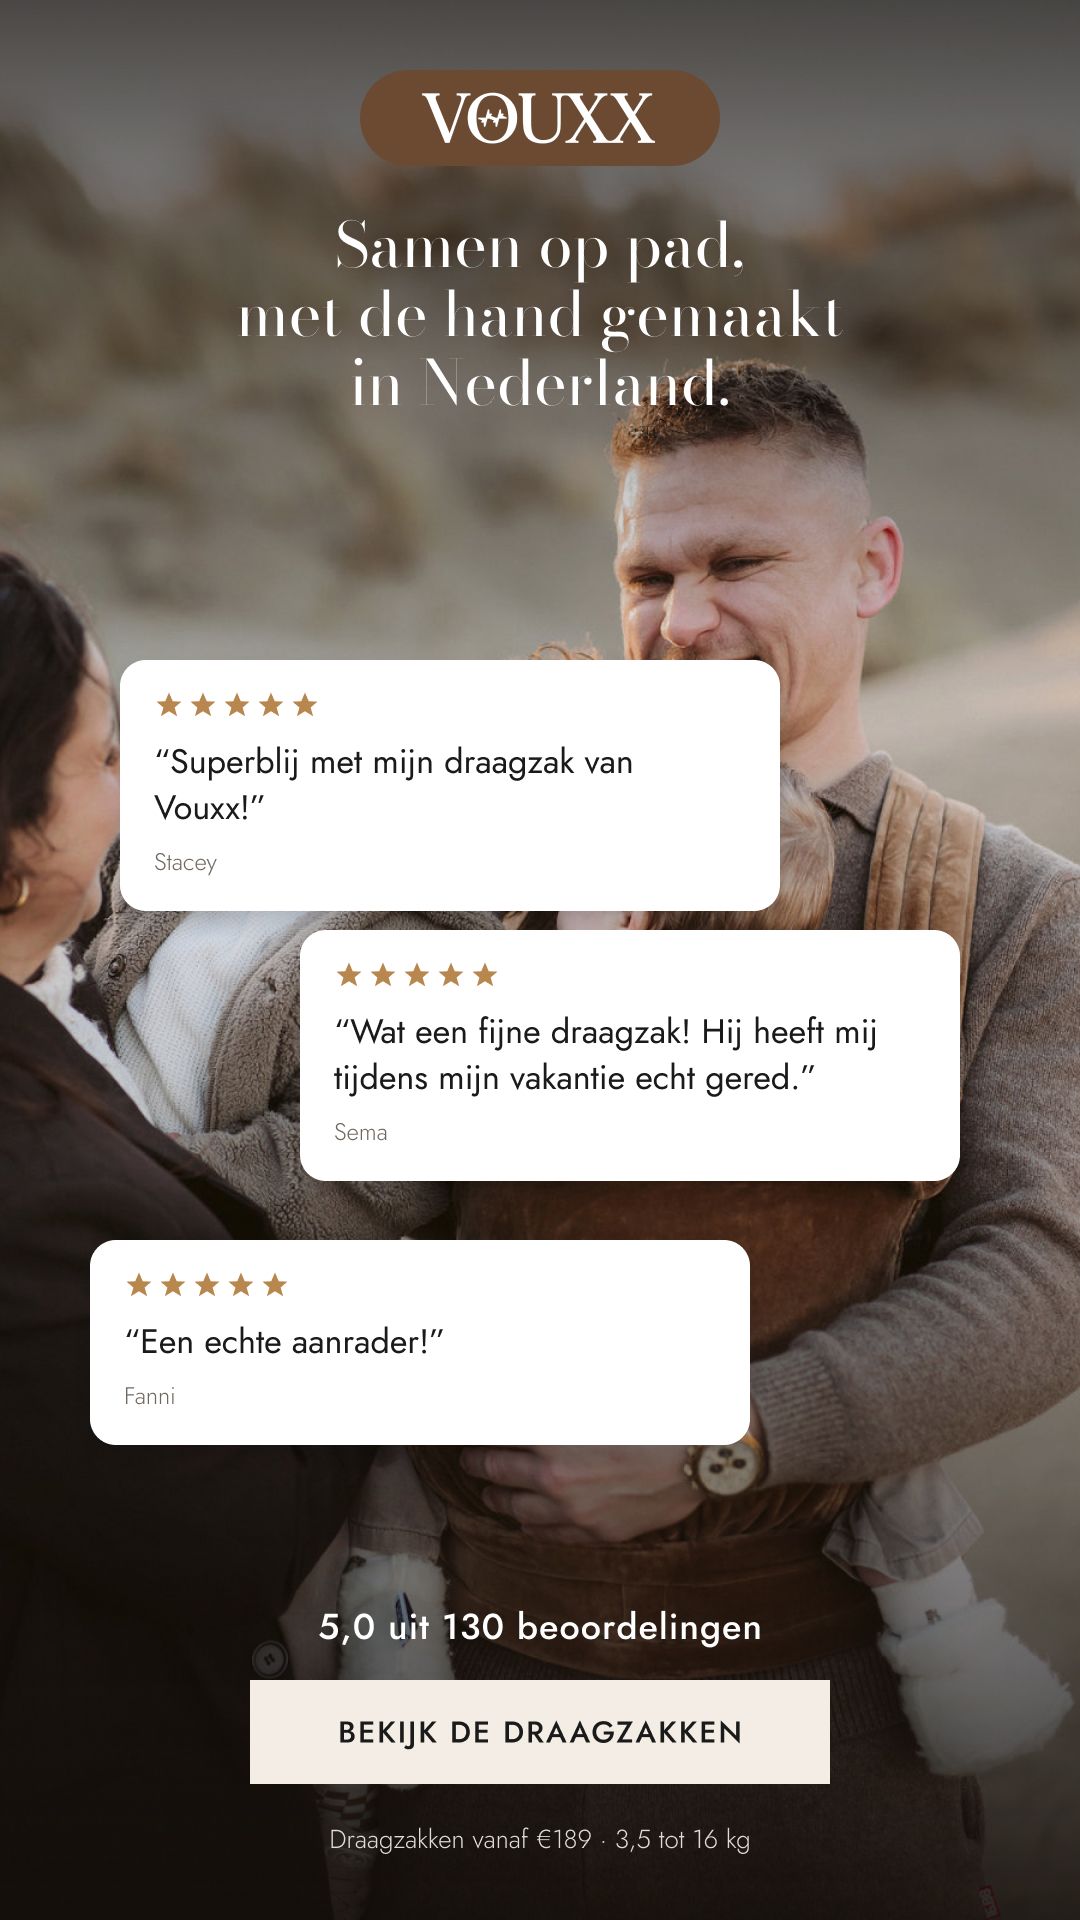 VOUXX
Samen op pad,
met de hand gemaakt
in Nederland.
“Superblij met mijn draagzak van
Vouxx!”
Stacey
“Wat een fijne draagzak! Hij heeft mij
tijdens mijn vakantie echt gered.”
Sema
“Een echte aanrader!”
Fanni
5,0 uit 130 beoordelingen
BEKIJK DE DRAAGZAKKEN
Draagzakken vanaf €189 · 3,5 tot 16 kg